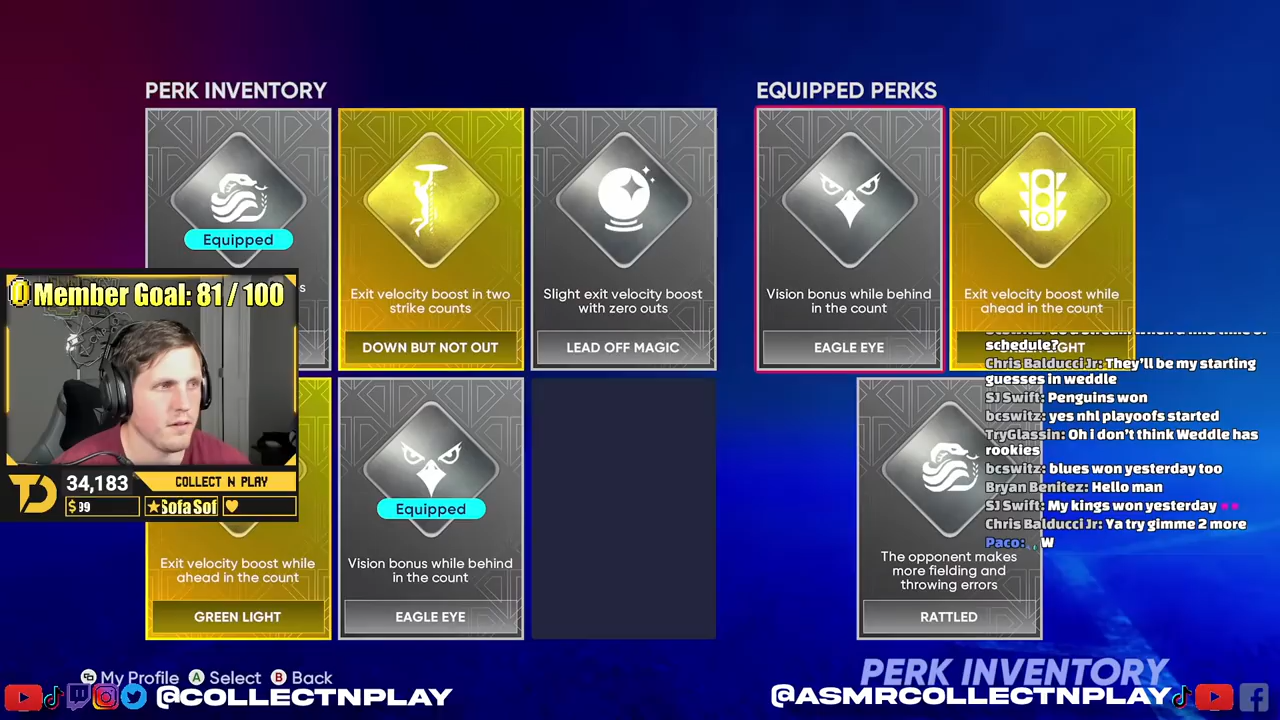 PERK INVENTORY
EQUIPPED PERKS
Equipped
s
Exit velocity boost in two
strike counts
DOWN BUT NOT OUT
Slight exit velocity boost
with zero outs
LEAD OFF MAGIC
Vision bonus while behind
in the count
EAGLE EYE
Exit velocity boost while
ahead in the count
Member Goal: 81 / 100
34,183
COLLECT N PLAY
$ 99
SofaSof
Exit velocity boost while
ahead in the count
GREEN LIGHT
Equipped
Vision bonus while behind
in the count
EAGLE EYE
The opponent makes
more fielding and
throwing errors
RATTLED
schedule?
Chris Balducci Jr: They'll be my starting
guesses in weddle
SJ Swift: Penguins won
bcswitz: yes nhl playoofs started
TryGlassin: Oh i don't think Weddle has
rookies
bcswitz: blues won yesterday too
Bryan Benitez: Hello man
SJ Swift: My kings won yesterday
Chris Balducci Jr: Ya try gimme 2 more
Paco: W
My Profile A Select B Back
PERK INVENTORY
@COLLECTNPLAY
@ASMRCOLLECTNPLAY